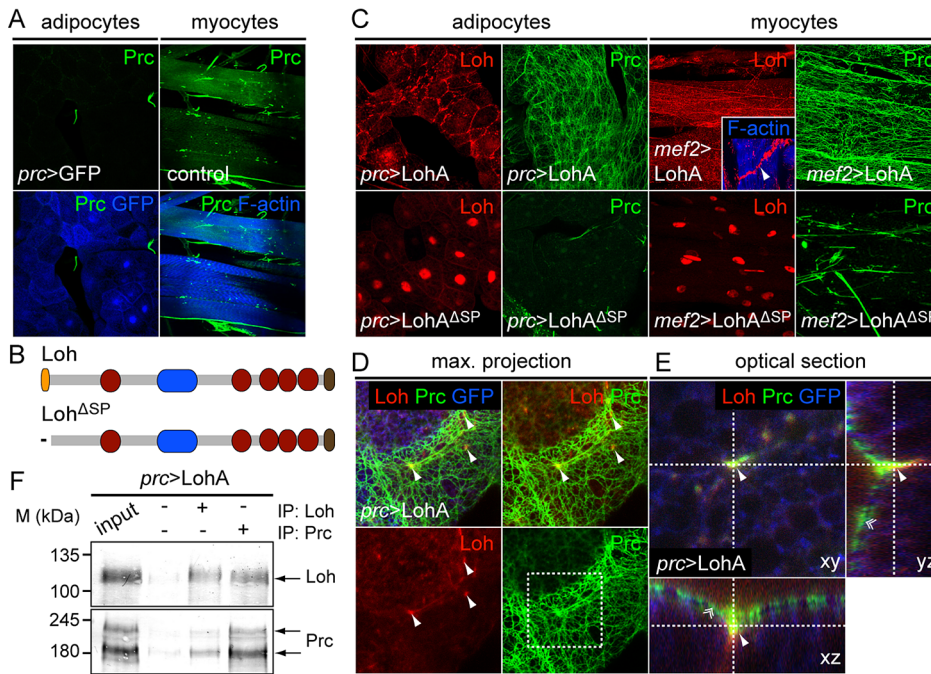 A
adipocytes
myocytes
Prc
Prc
prc>GFP
control
Prc GFP
Prc F-actin
B
Loh
Loh^ΔSP
-
C
adipocytes
myocytes
Loh
Prc
Loh
Prc
prc>LohA
prc>LohA
mef2>
LohA
F-actin
mef2>LohA
Loh
Prc
Loh
Prc
prc>LohA^ΔSP
prc>LohA^ΔSP
mef2>LohA^ΔSP
mef2>LohA^ΔSP
D
max. projection
Loh Prc GFP
Loh Prc
prc>LohA
Loh
Prc
E
optical section
Loh Prc GFP
prc>LohA
xy
yz
xz
F
prc>LohA
M (kDa)
input
- + - IP: Loh
- - + IP: Prc
135
100
Loh
245
180
Prc